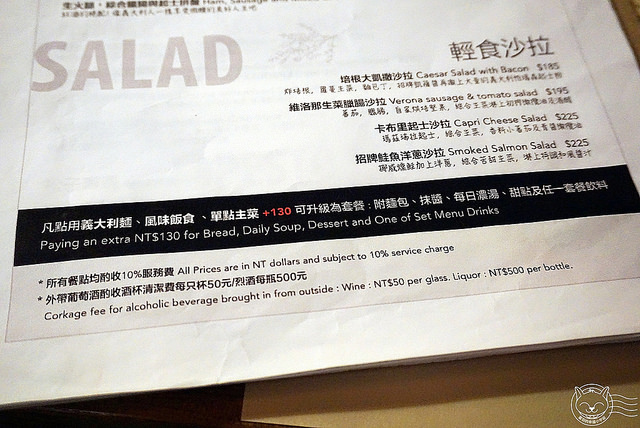 SALAD
輕食沙拉
培根大凱撒沙拉 Caesar Salad with Bacon $185
維洛那生菜臘腸沙拉 Verona sausage & tomato salad $195
卡布里起士沙拉 Capri Cheese Salad $225
招牌鮭魚洋蔥沙拉 Smoked Salmon Salad $225
凡點用義大利麵、風味飯食、單點主菜 +130 可升級為套餐:附麵包、抹醬、每日濃湯、甜點及任一套餐飲料
Paying an extra NT$130 for Bread, Daily Soup, Dessert and One of Set Menu Drinks
* 所有餐點均酌收10%服務費 All Prices are in NT dollars and subject to 10% service charge
* 外帶葡萄酒酌收酒杯清潔費每只杯50元/烈酒每瓶500元
Corkage fee for alcoholic beverage brought in from outside : Wine : NT$50 per glass. Liquor : NT$500 per bottle.